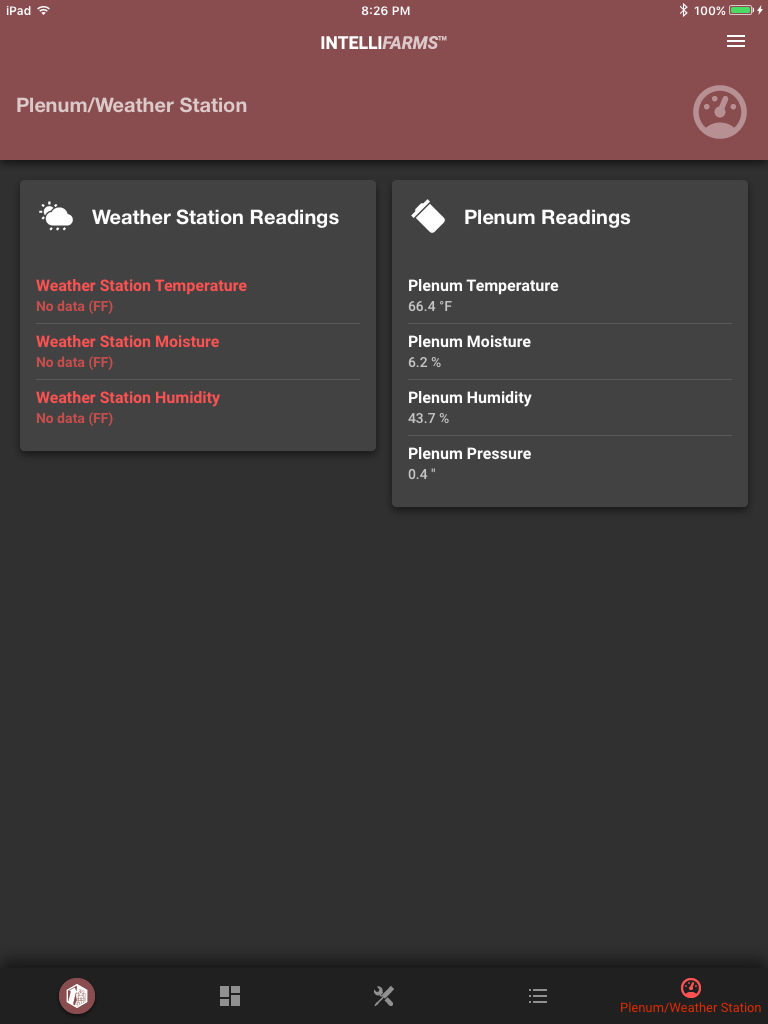 iPad
8:26 PM
100%
INTELLIFARMS™
Plenum/Weather Station
Weather Station Readings
Weather Station Temperature
No data (FF)
Weather Station Moisture
No data (FF)
Weather Station Humidity
No data (FF)
Plenum Readings
Plenum Temperature
66.4 °F
Plenum Moisture
6.2 %
Plenum Humidity
43.7 %
Plenum Pressure
0.4 "
Plenum/Weather Station